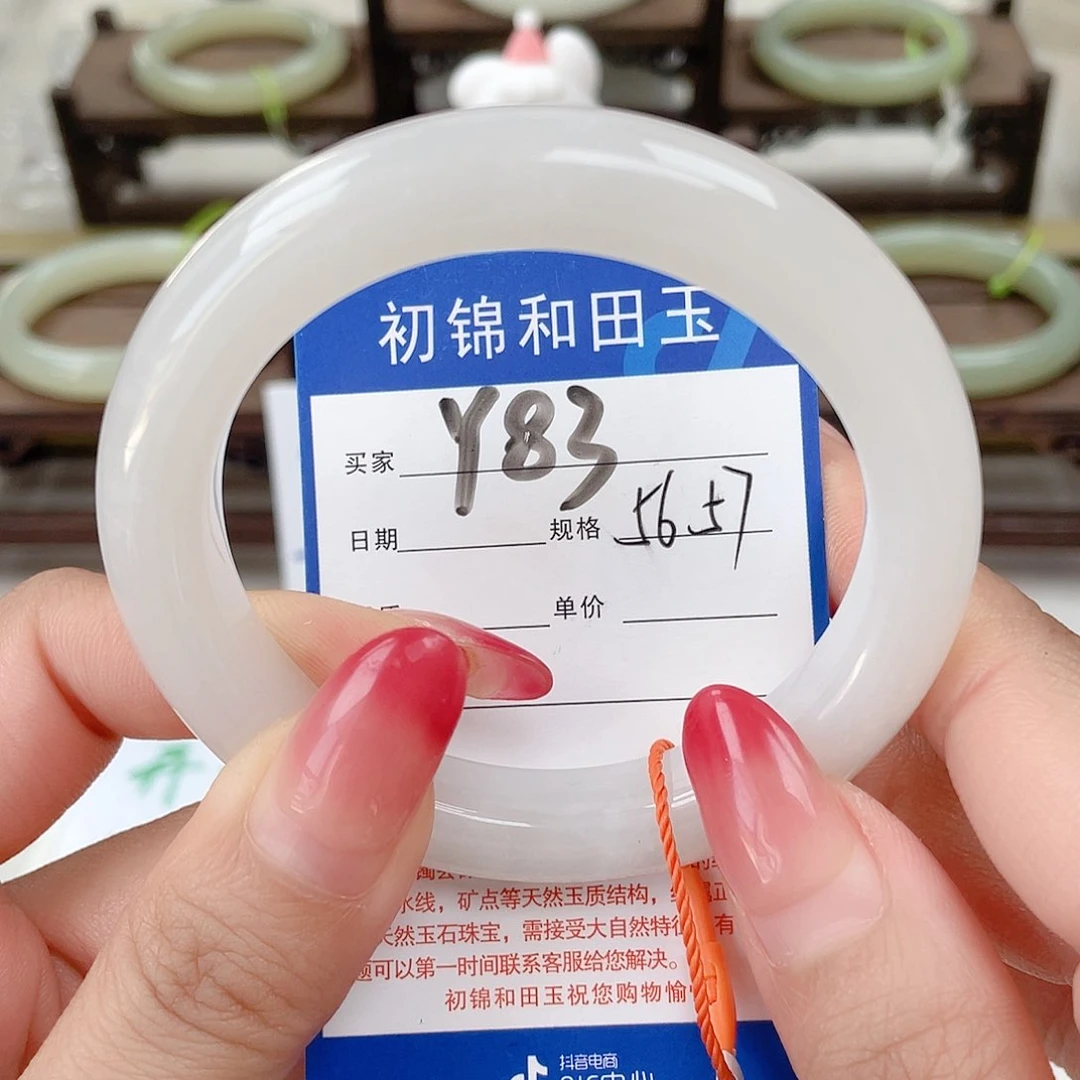 初锦和田玉
买家 Y83
日期 规格 56.57
单价
水线，矿点等天然玉质结构，
天然玉石珠宝，需接受大自然特征 有
题可以第一时间联系客服给您解决。
初锦和田玉祝您购物愉
抖音电商